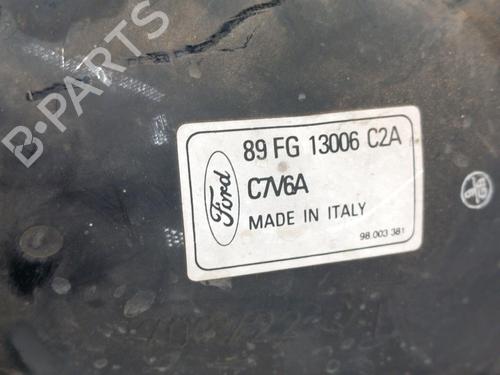 B-PARTS
Ford
89 FG 13006 C2A
C7V6A
MADE IN ITALY
98.003 381